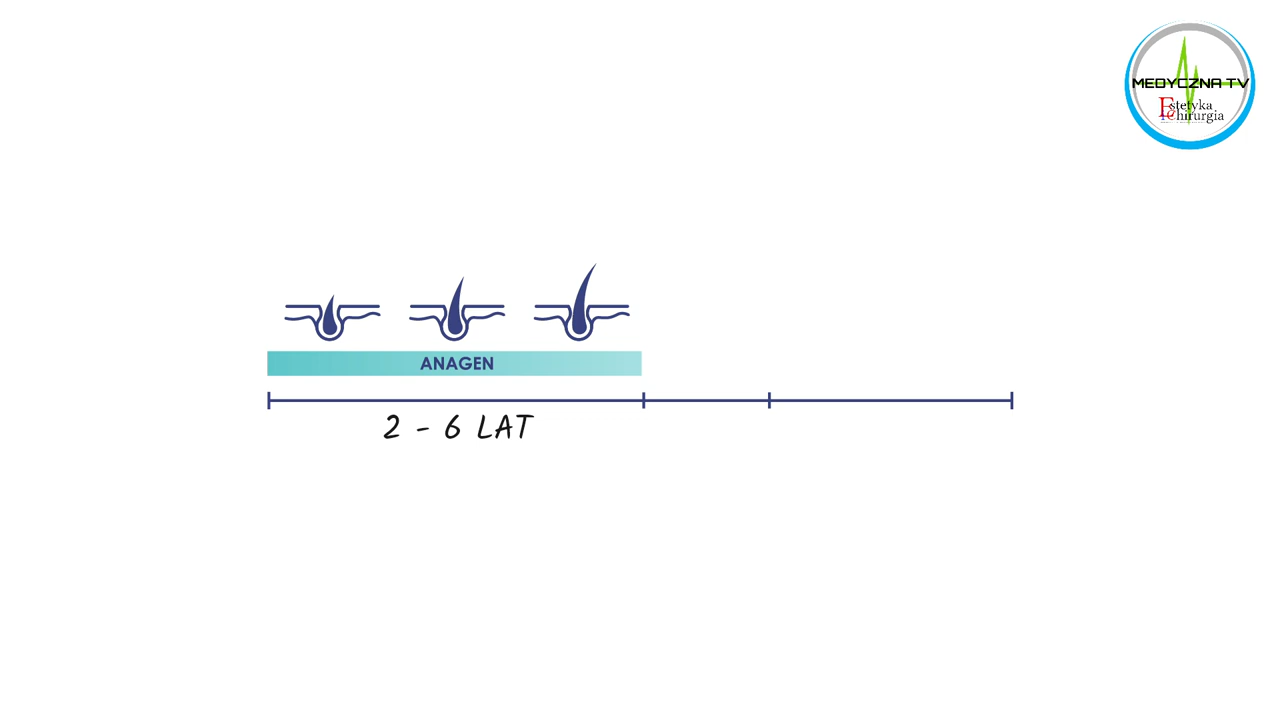 MEDYCZNA TV
Estetyka
i Chirurgia
ANAGEN
2 - 6 LAT